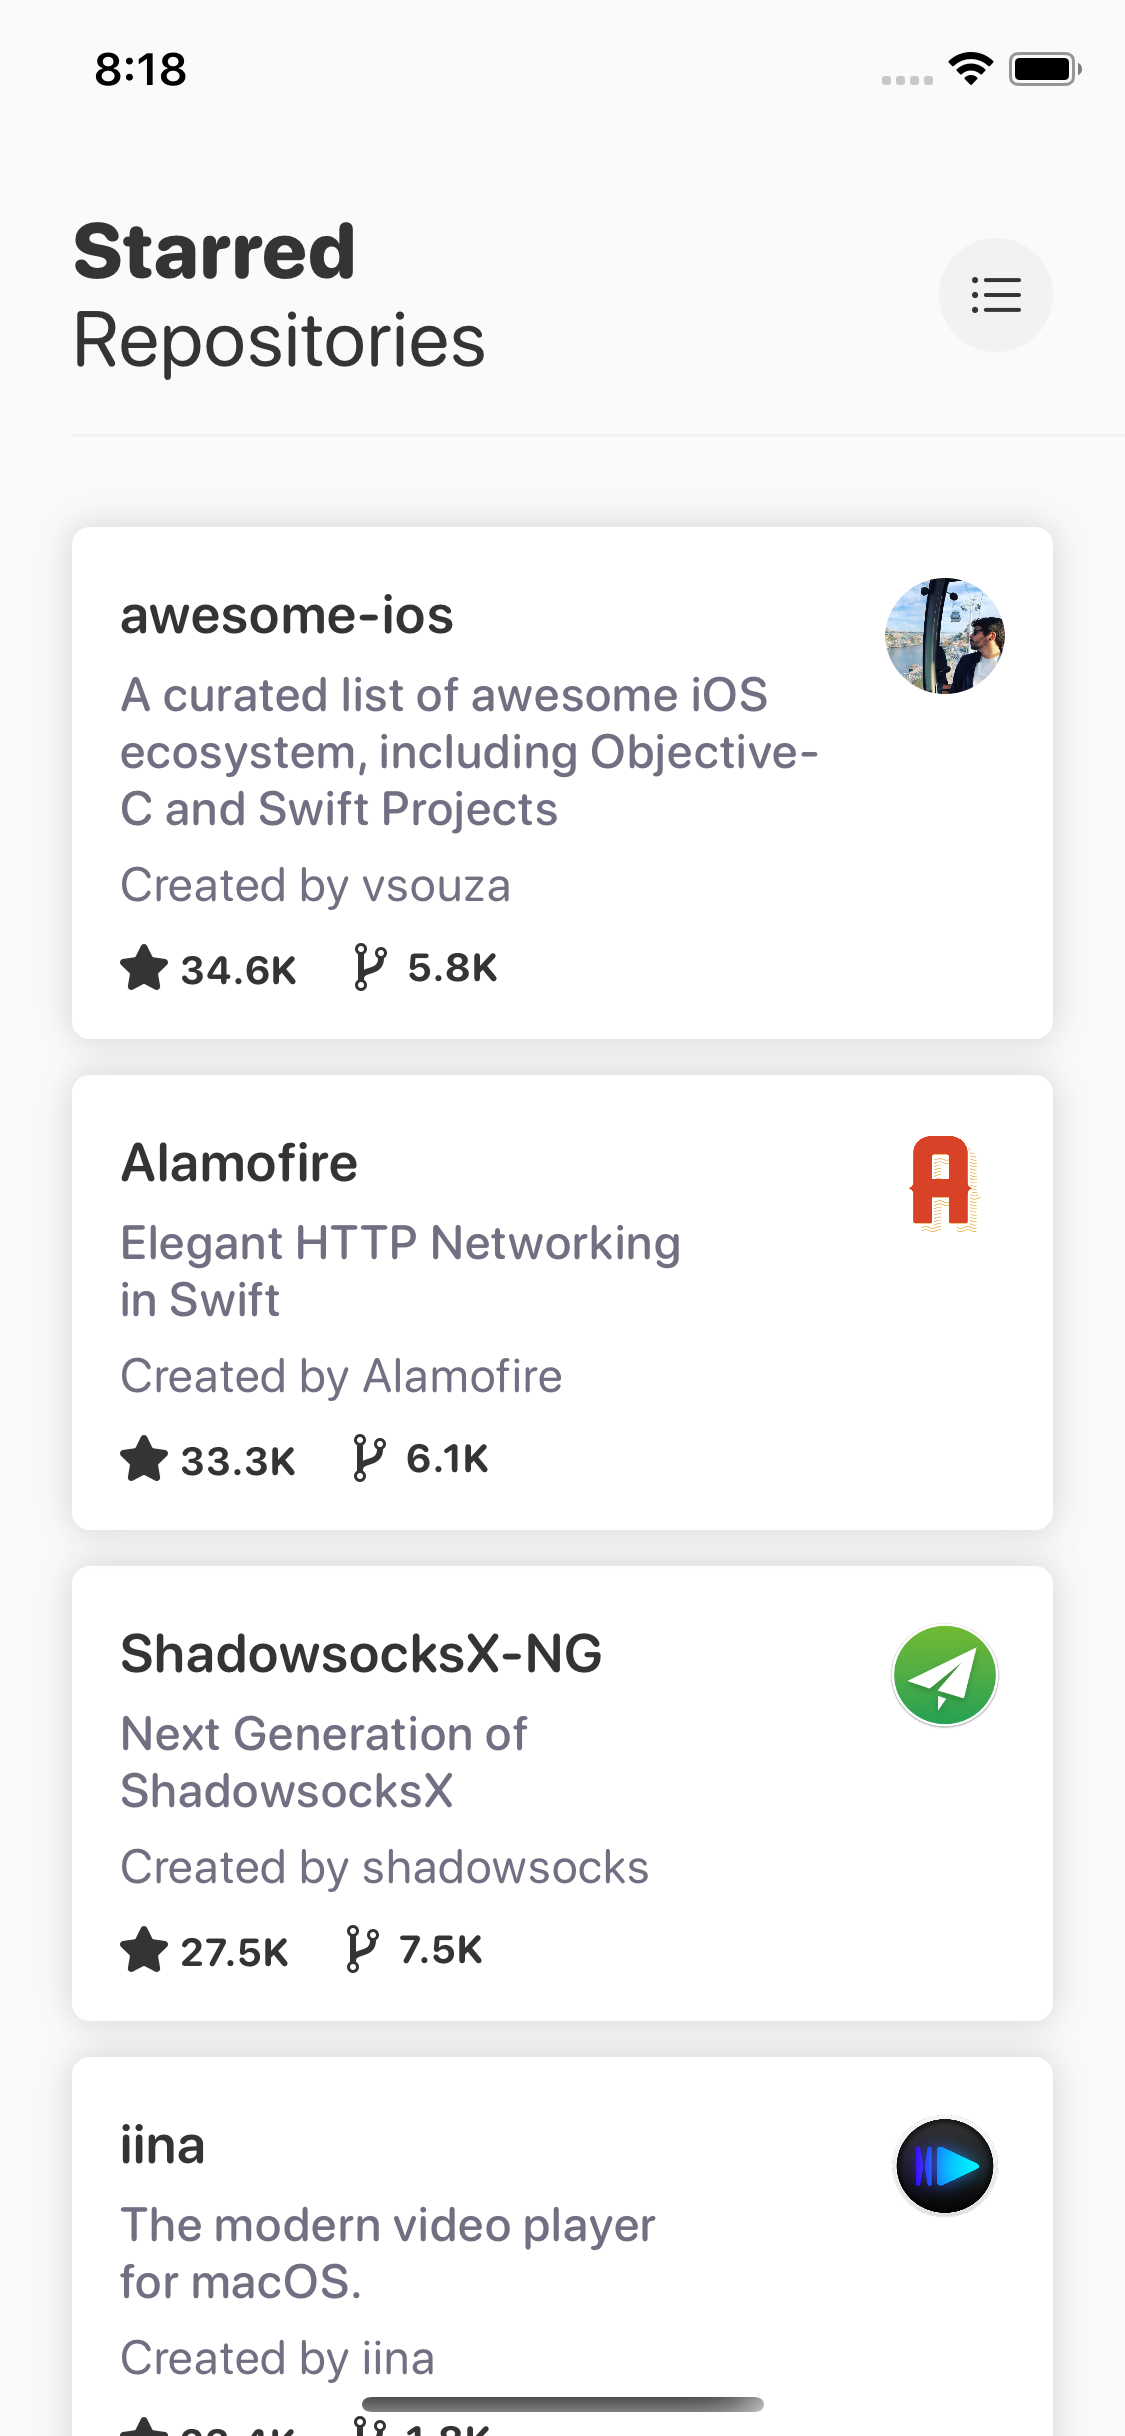 8:18
Starred
Repositories
awesome-ios
A curated list of awesome iOS
ecosystem, including Objective-
C and Swift Projects
Created by vsouza
34.6K 5.8K
Alamofire
Elegant HTTP Networking
in Swift
Created by Alamofire
33.3K 6.1K
ShadowsocksX-NG
Next Generation of
ShadowsocksX
Created by shadowsocks
27.5K 7.5K
iina
The modern video player
for macOS.
Created by iina
1.8K